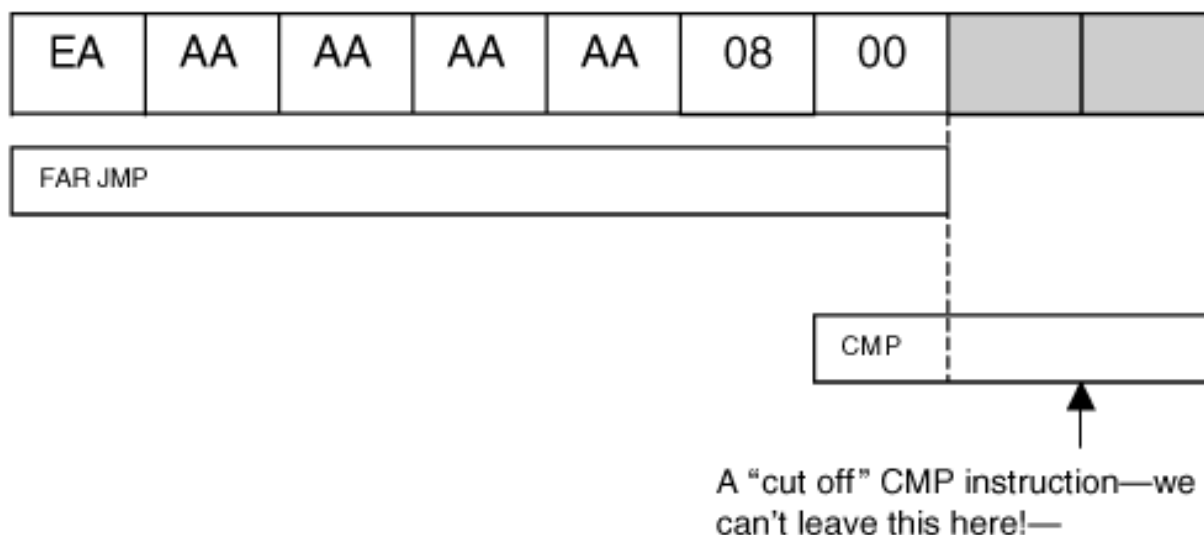 EA AA AA AA AA 08 00
FAR JMP
CMP
A “cut off” CMP instruction—we
can’t leave this here!—